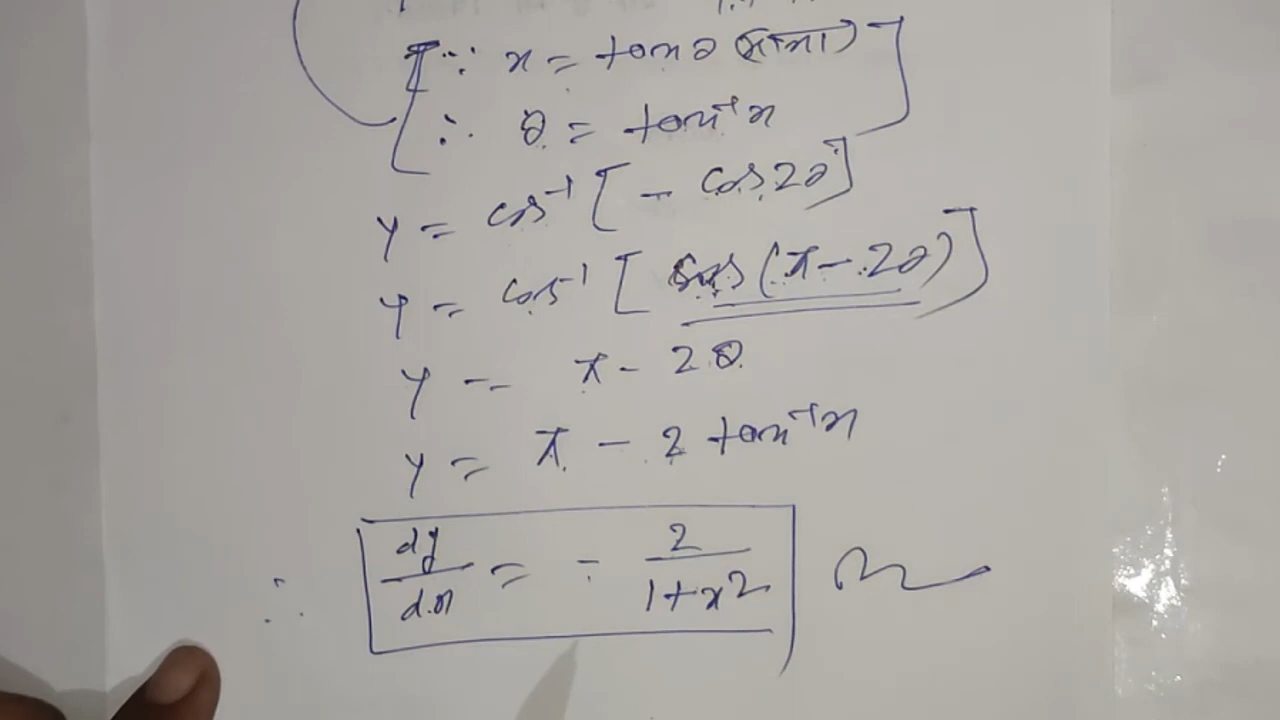 [∵ x = tanθ
∴ θ = tan⁻¹x]
y = cos⁻¹[- cos2θ]
y = cos⁻¹[cos(π-2θ)]
y = π - 2θ
y = π - 2 tan⁻¹x
∴ dy/dx = - 2/1+x2